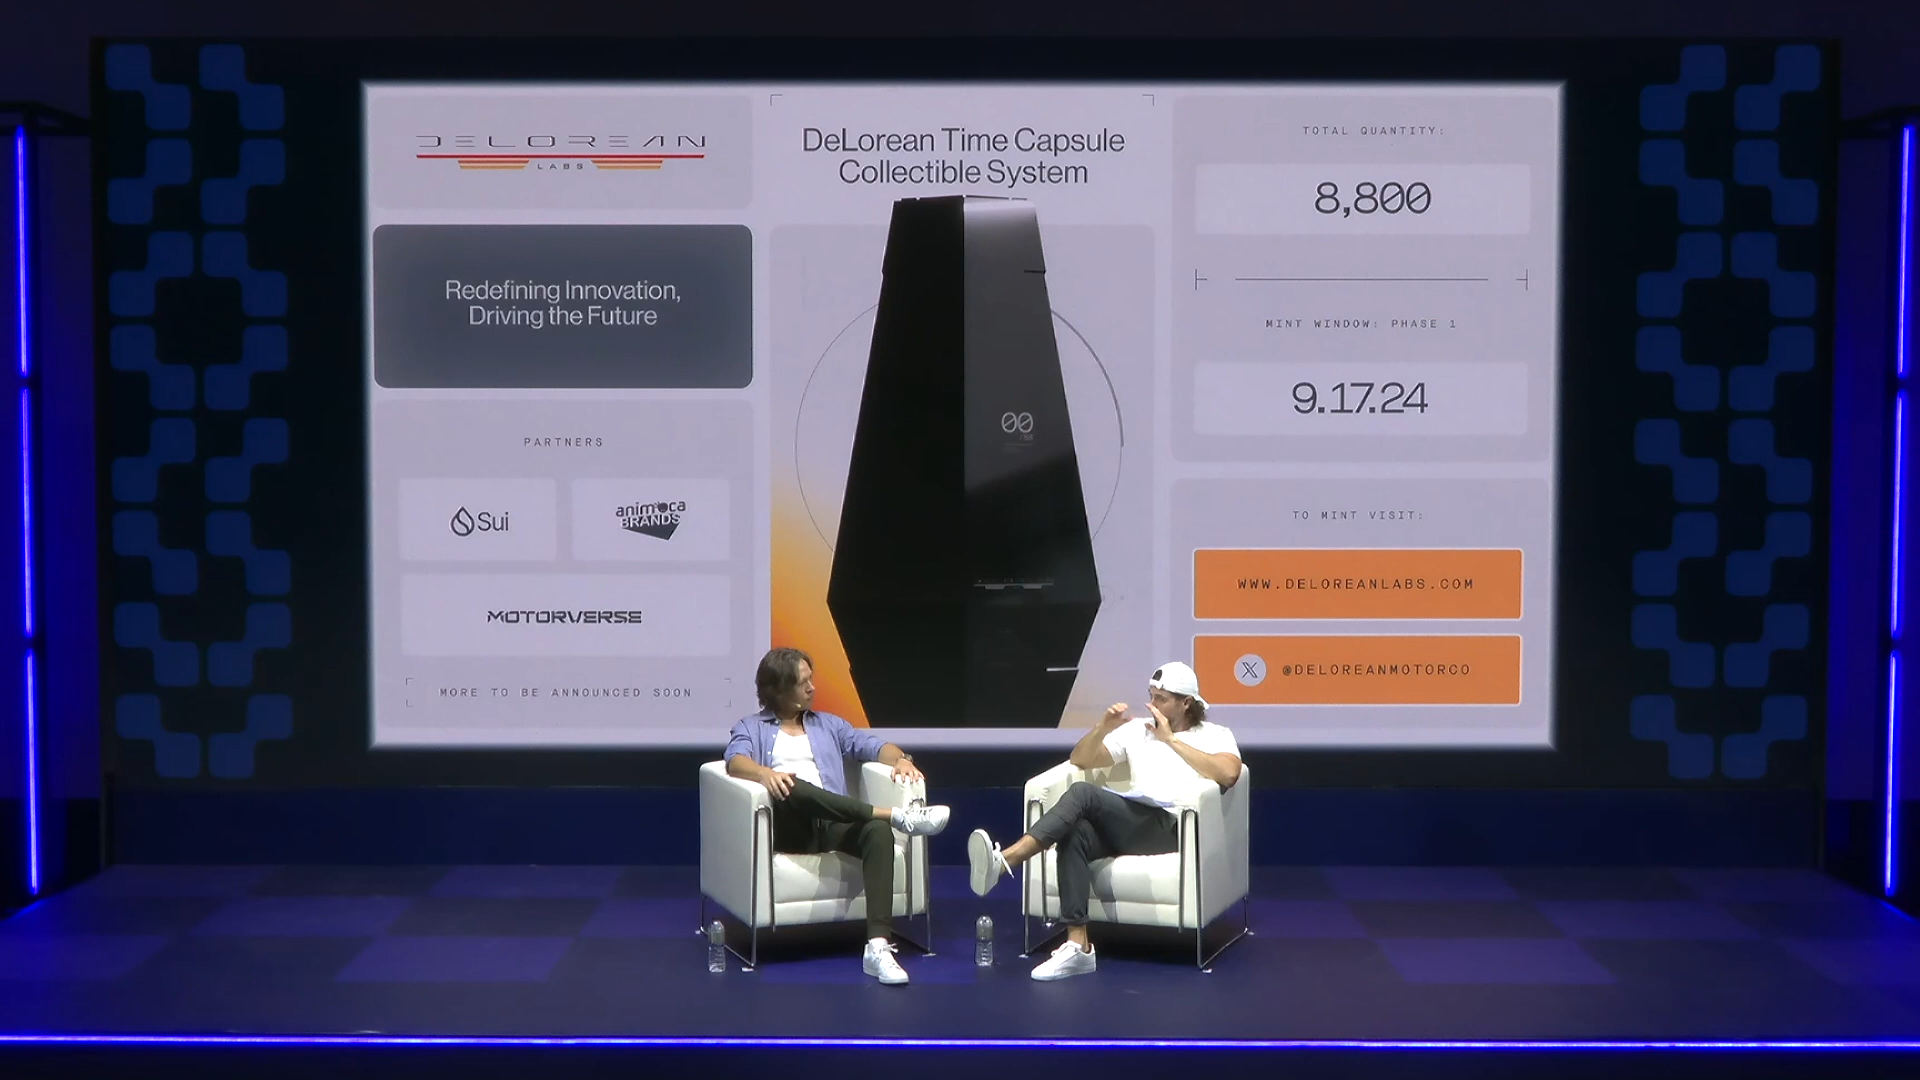 DELOREAN
LABS
Redefining Innovation,
Driving the Future
PARTNERS
Sui
animoca
BRANDS
MOTORVERSE
MORE TO BE ANNOUNCED SOON
DeLorean Time Capsule
Collectible System
00
TOTAL QUANTITY:
8,800
MINT WINDOW: PHASE 1
9.17.24
TO MINT VISIT:
WWW.DELOREANLABS.COM
X @DELOREANMOTORCO